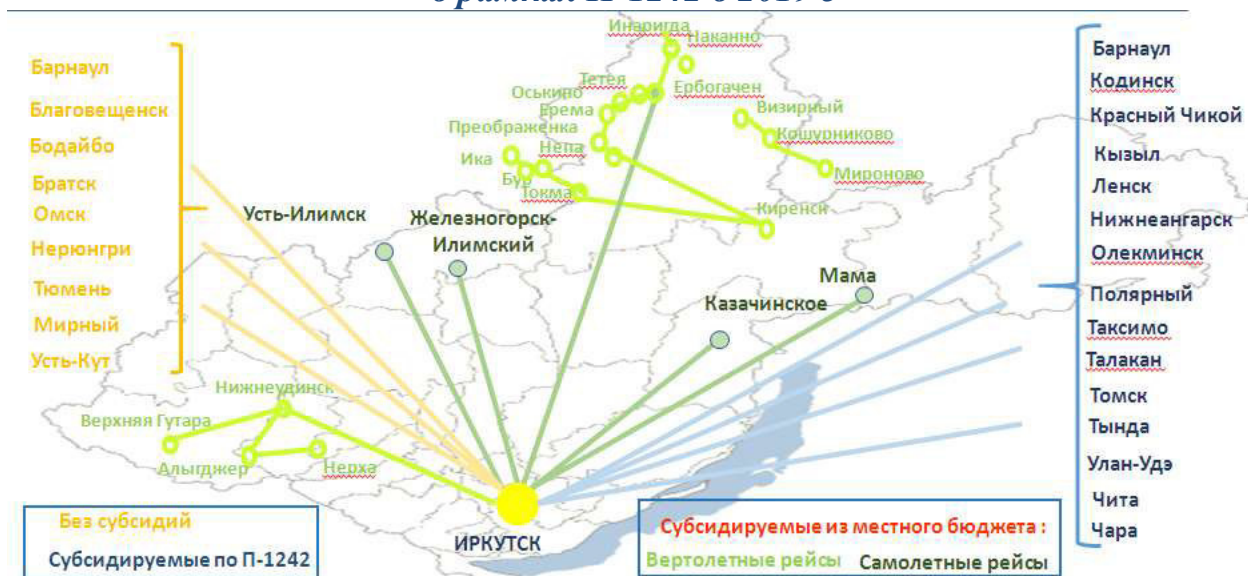 в рамках П-1242 в 2019 г
Барнаул
Благовещенск
Бодайбо
Братск
Омск
Нерюнгри
Тюмень
Мирный
Усть-Кут
Инаригда
Наканно
Тетея
Ербогачен
Оськино
Ерема
Преображенка
Непа
Ика
Бур
Токма
Визирный
Кошурниково
Мироново
Киренск
Усть-Илимск
Железногорск-
Илимский
Мама
Казачинское
Нижнеудинск
Верхняя Гутара
Алыгджер
Нерха
ИРКУТСК
Барнаул
Кодинск
Красный Чикой
Кызыл
Ленск
Нижнеангарск
Олекминск
Полярный
Таксимо
Талакан
Томск
Тында
Улан-Удэ
Чита
Чара
Без субсидий
Субсидируемые по П-1242
Субсидируемые из местного бюджета :
Вертолетные рейсы Самолетные рейсы